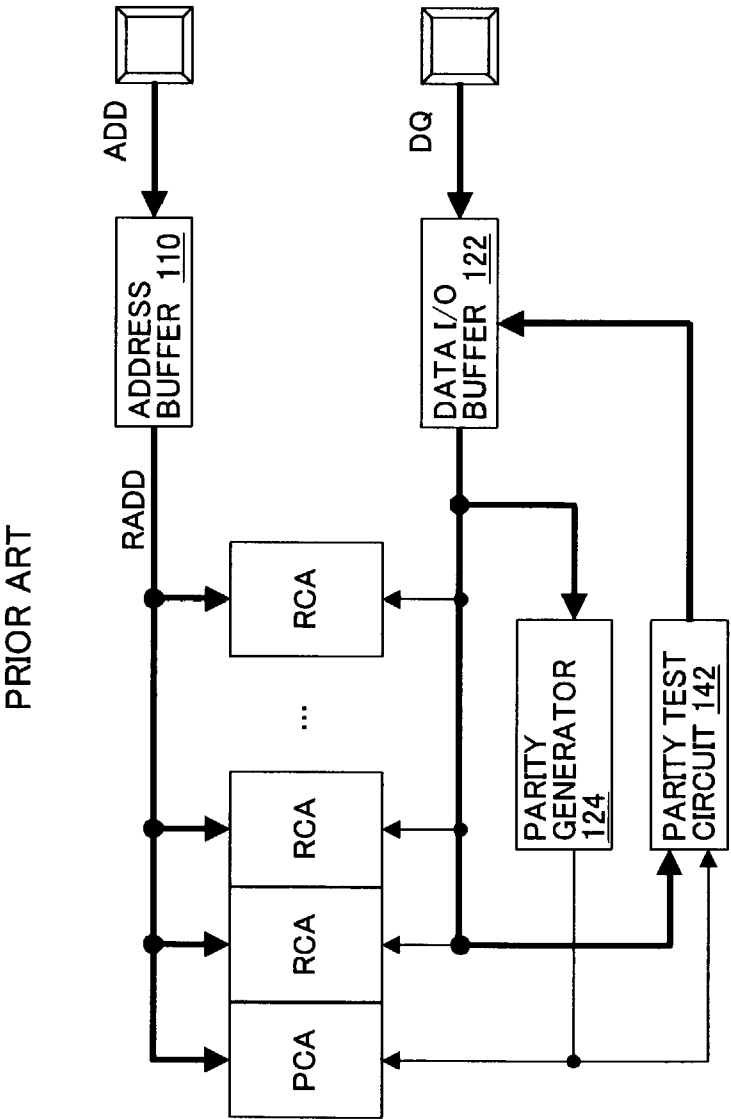 PRIOR ART
PCA
RCA
RCA
...
RCA
RADD
ADDRESS
BUFFER 110
ADD
PARITY
GENERATOR
124
PARITY TEST
CIRCUIT 142
DATA I/O
BUFFER 122
DQ